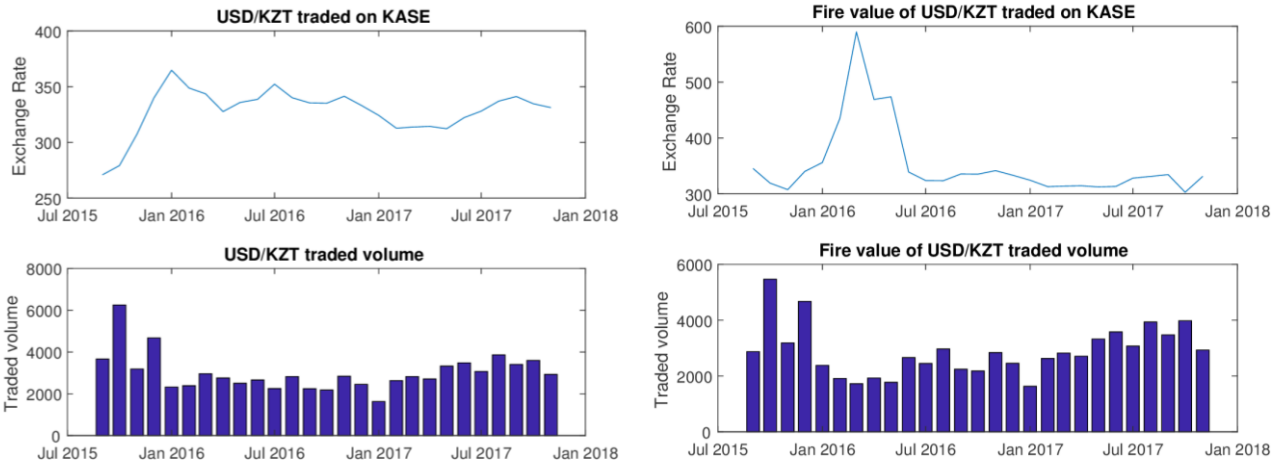 USD/KZT traded on KASE
400
350
300
250
Exchange Rate
Jul 2015 Jan 2016 Jul 2016 Jan 2017 Jul 2017 Jan 2018
Fire value of USD/KZT traded on KASE
600
500
400
300
Exchange Rate
Jul 2015 Jan 2016 Jul 2016 Jan 2017 Jul 2017 Jan 2018
USD/KZT traded volume
8000
6000
4000
2000
0
Traded volume
Jul 2015 Jan 2016 Jul 2016 Jan 2017 Jul 2017 Jan 2018
Fire value of USD/KZT traded volume
6000
4000
2000
0
Traded volume
Jul 2015 Jan 2016 Jul 2016 Jan 2017 Jul 2017 Jan 2018